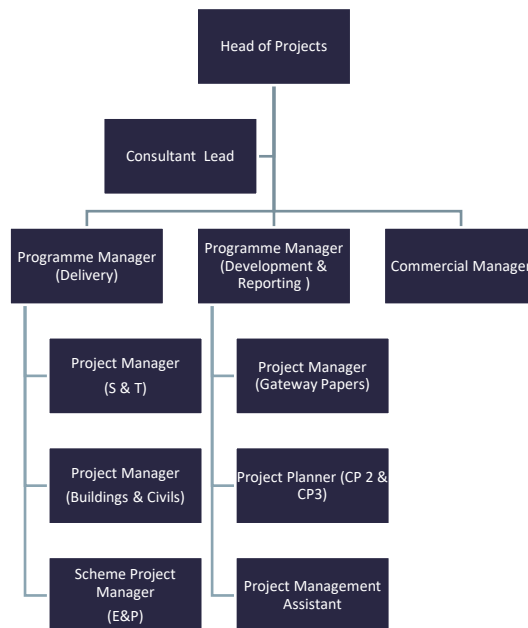 Head of Projects
Consultant Lead
Programme Manager
(Delivery)
Programme Manager
(Development &
Reporting )
Commercial Manager
Project Manager
(S & T)
Project Manager
(Gateway Papers)
Project Manager
(Buildings & Civils)
Project Planner (CP 2 &
CP3)
Scheme Project
Manager
(E&P)
Project Management
Assistant